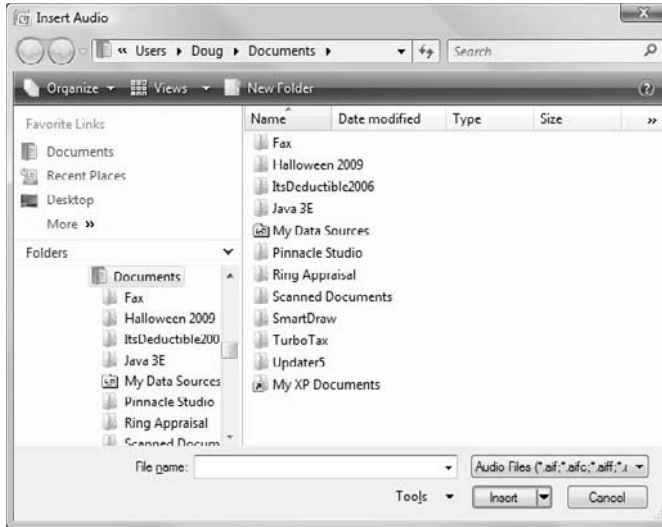 Insert Audio
« Users ▸ Doug ▸ Documents ▸
Search
Organize Views New Folder
Favorite Links
Documents
Recent Places
Desktop
More »
Folders
Documents
Fax
Halloween 2009
ItsDeductible200
Java 3E
My Data Sources
Pinnacle Studio
Ring Appraisal
Scanned Docum
Name Date modified Type Size »
Fax
Halloween 2009
ItsDeductible2006
Java 3E
My Data Sources
Pinnacle Studio
Ring Appraisal
Scanned Documents
SmartDraw
TurboTax
Updater5
My XP Documents
File name:
Audio Files (*.aif;*.aifc;*.aiff;*.a
Tools Insert Cancel